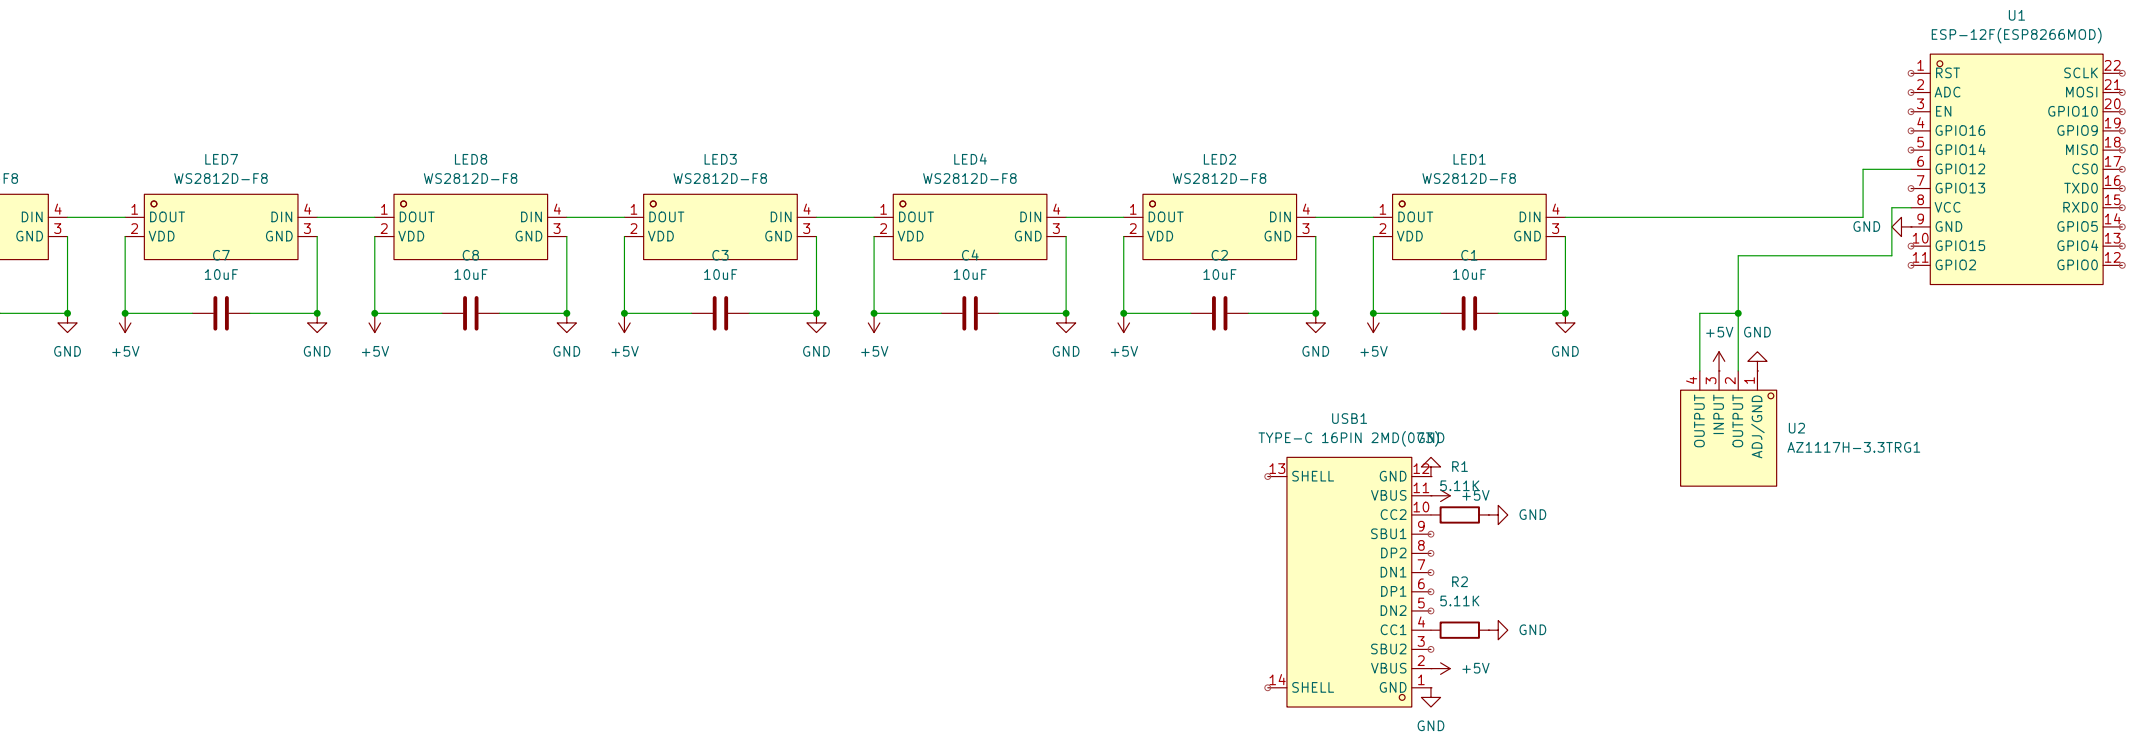 U1
ESP-12F(ESP8266MOD)
1 RST
2 ADC
3 EN
4 GPIO16
5 GPIO14
6 GPIO12
7 GPIO13
8 VCC
GND 9 GND
10 GPIO15
11 GPIO2
SCLK 22
MOSI 21
GPIO10 20
GPIO9 19
MISO 18
CS0 17
TXD0 16
RXD0 15
GPIO5 14
GPIO4 13
GPIO0 12
F8
DIN 4
GND 3
GND
LED7
WS2812D-F8
1 DOUT DIN 4
2 VDD GND 3
C7
10uF
+5V GND
LED8
WS2812D-F8
1 DOUT DIN 4
2 VDD GND 3
C8
10uF
+5V GND
LED3
WS2812D-F8
1 DOUT DIN 4
2 VDD GND 3
C3
10uF
+5V GND
LED4
WS2812D-F8
1 DOUT DIN 4
2 VDD GND 3
C4
10uF
+5V GND
LED2
WS2812D-F8
1 DOUT DIN 4
2 VDD GND 3
C2
10uF
+5V GND
LED1
WS2812D-F8
1 DOUT DIN 4
2 VDD GND 3
C1
10uF
+5V GND
+5V GND
4 3 2 1
OUTPUT
INPUT
OUTPUT
ADJ/GND
U2
AZ1117H-3.3TRG1
USB1
TYPE-C 16PIN 2MD(073)
GND
13 SHELL
14 SHELL
GND 12
VBUS 11 +5V
CC2 10
SBU1 9
DP2 8
DN1 7
DP1 6
DN2 5
CC1 4
SBU2 3
VBUS 2 +5V
GND 1
R1
5.11K
GND
R2
5.11K
GND
GND